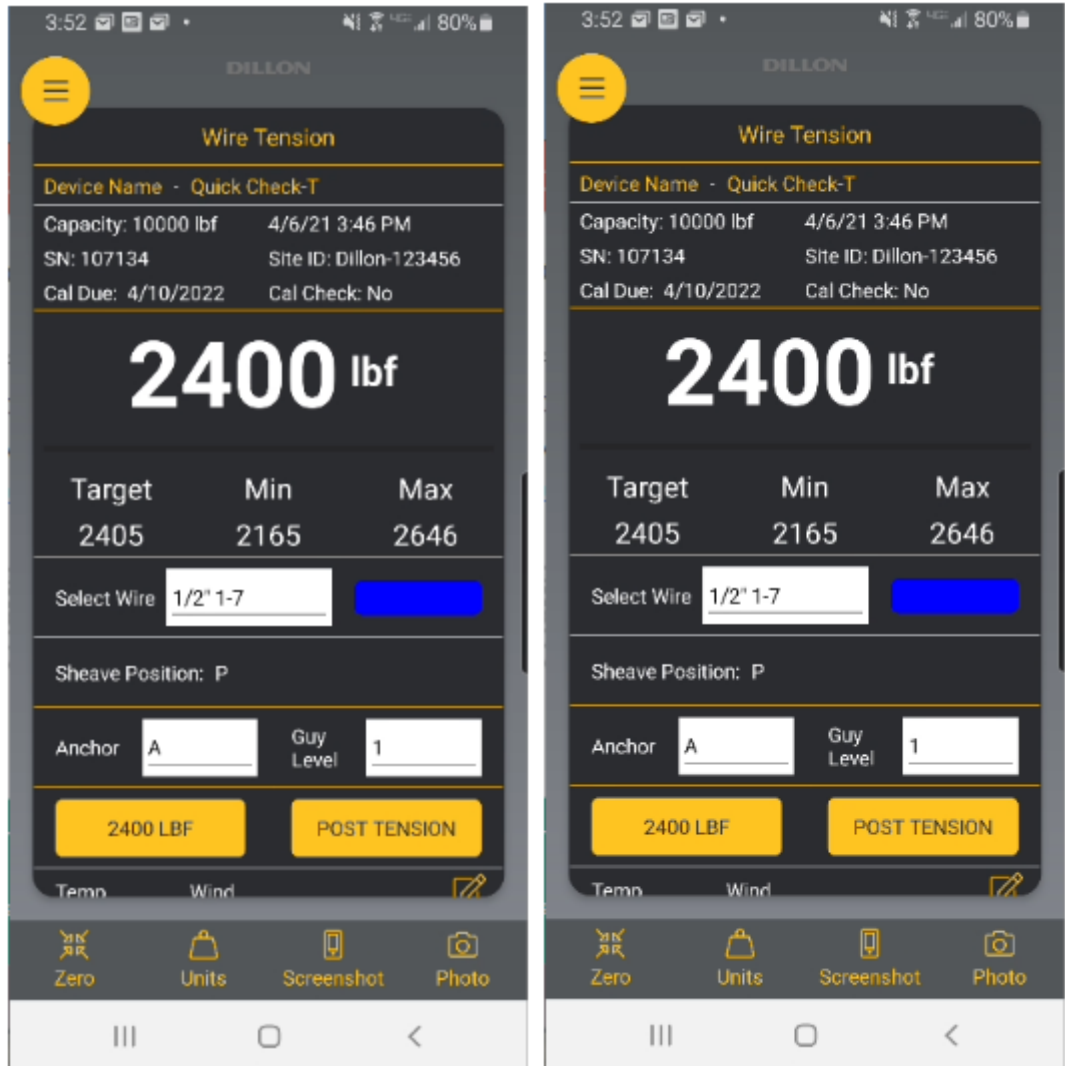 3:52 80%
DILLON
Wire Tension
Device Name - Quick Check-T
Capacity: 10000 lbf 4/6/21 3:46 PM
SN: 107134 Site ID: Dillon-123456
Cal Due: 4/10/2022 Cal Check: No
2400 lbf
Target Min Max
2405 2165 2646
Select Wire 1/2" 1-7
Sheave Position: P
Anchor A Guy Level 1
2400 LBF POST TENSION
Temp Wind
Zero Units Screenshot Photo
3:52 80%
DILLON
Wire Tension
Device Name - Quick Check-T
Capacity: 10000 lbf 4/6/21 3:46 PM
SN: 107134 Site ID: Dillon-123456
Cal Due: 4/10/2022 Cal Check: No
2400 lbf
Target Min Max
2405 2165 2646
Select Wire 1/2" 1-7
Sheave Position: P
Anchor A Guy Level 1
2400 LBF POST TENSION
Temp Wind
Zero Units Screenshot Photo